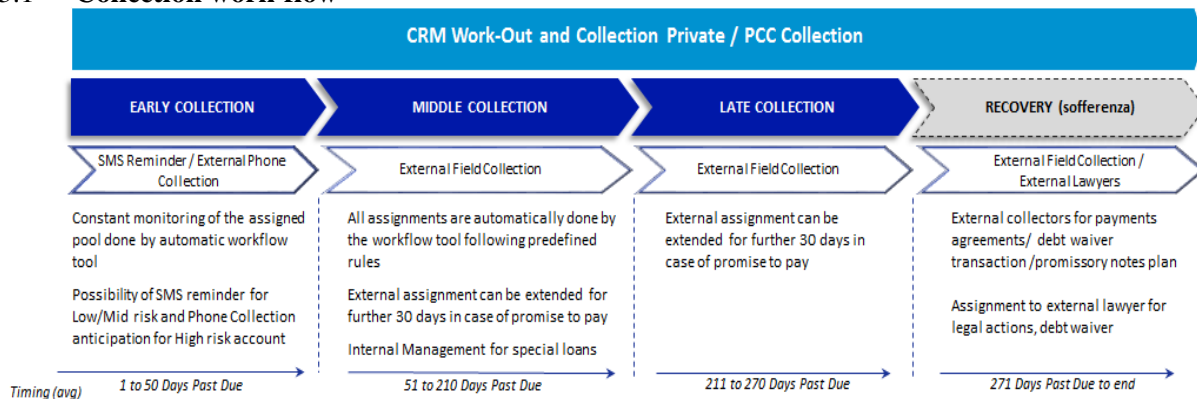 Collection work-flow
CRM Work-Out and Collection Private / PCC Collection
EARLY COLLECTION
MIDDLE COLLECTION
LATE COLLECTION
RECOVERY (sofferenza)
SMS Reminder / External Phone
Collection
External Field Collection
External Field Collection
External Field Collection /
External Lawyers
Constant monitoring of the assigned
pool done by automatic workflow
tool
Possibility of SMS reminder for
Low/Mid risk and Phone Collection
anticipation for High risk account
All assignments are automatically done by
the workflow tool following predefined
rules
External assignment can be extended for
further 30 days in case of promise to pay
Internal Management for special loans
External assignment can be
extended for further 30 days in
case of promise to pay
External collectors for payments
agreements/ debt waiver
transaction /promissory notes plan
Assignment to external lawyer for
legal actions, debt waiver
Timing (avg)
1 to 50 Days Past Due
51 to 210 Days Past Due
211 to 270 Days Past Due
271 Days Past Due to end